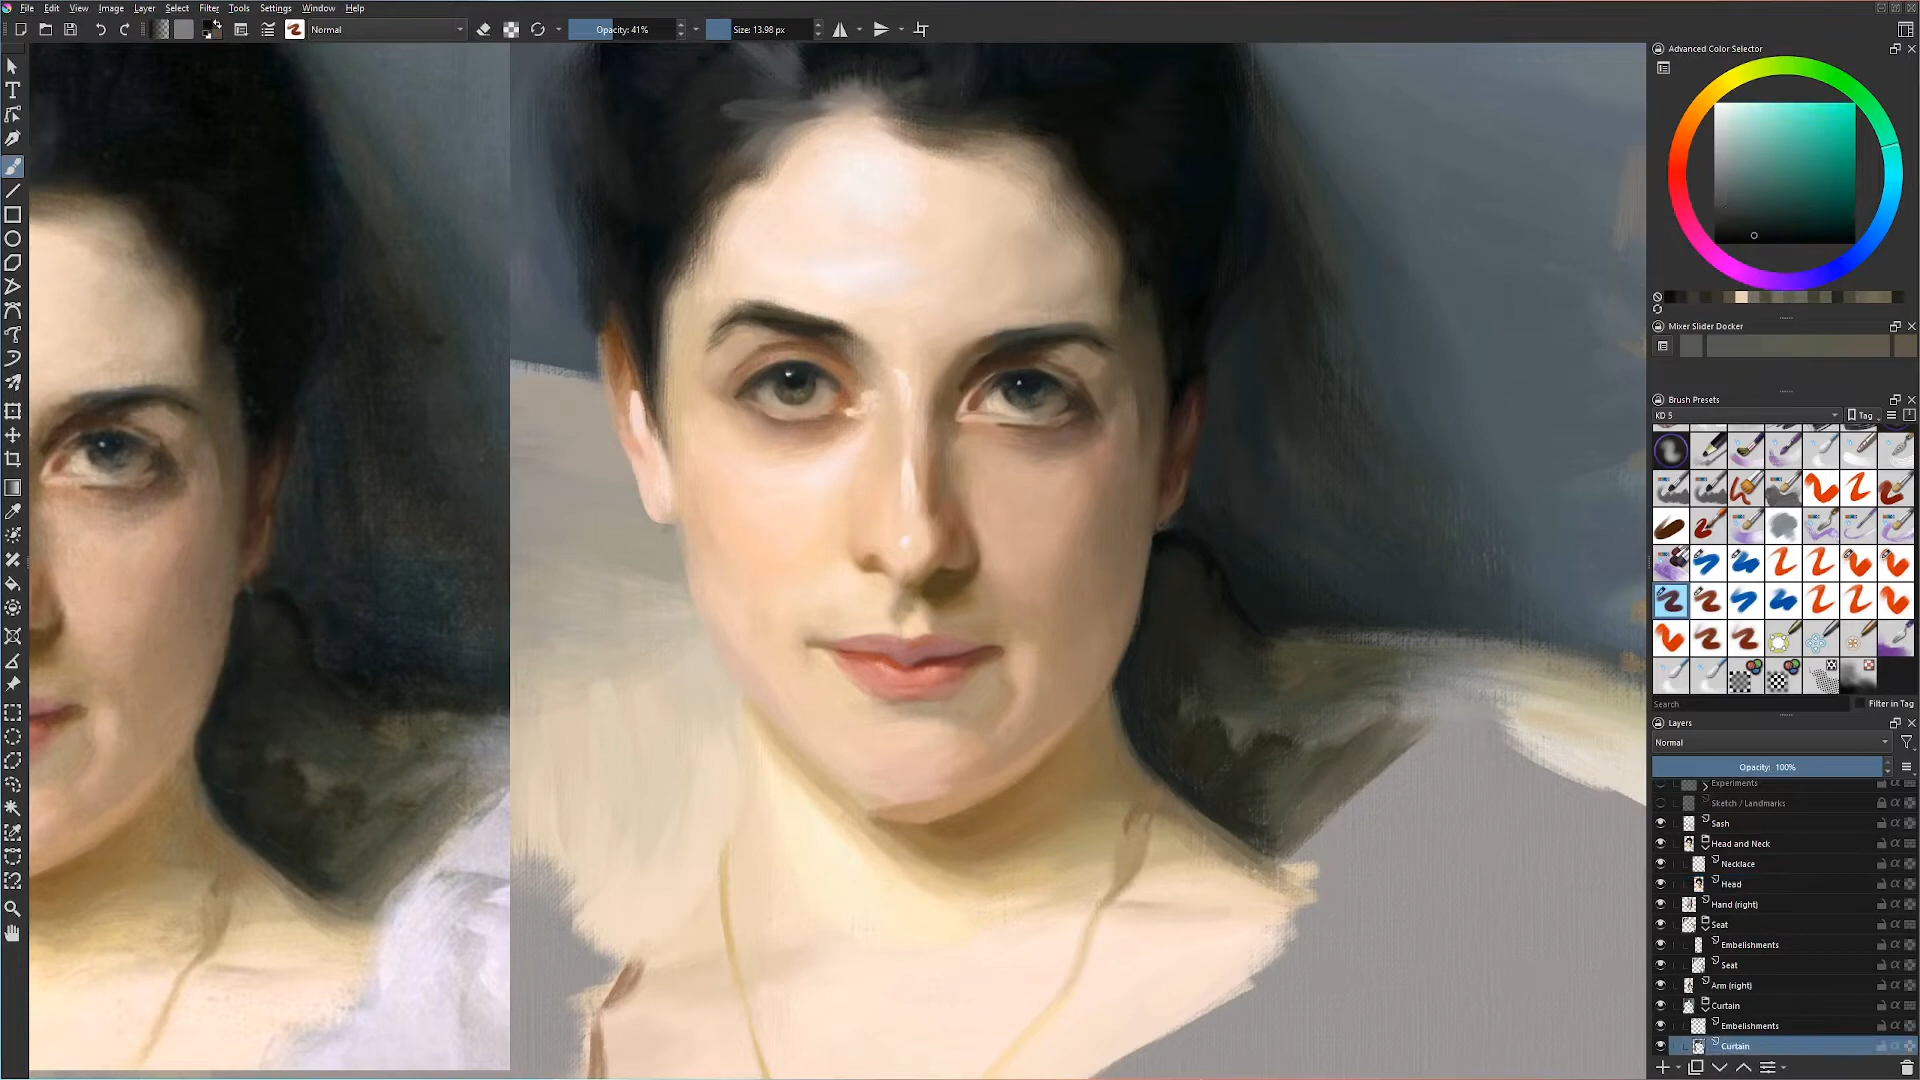 File Edit View Image Layer Select Filter Tools Settings Window Help
Normal
Opacity: 41%
Size: 13.98 px
Advanced Color Selector
Mixer Slider Docker
Brush Presets
KD 5
Tag
Search
Filter in Tag
Layers
Normal
Opacity: 100%
Experiments
Sketch / Landmarks
Sash
Head and Neck
Necklace
Head
Hand (right)
Seat
Embelishments
Seat
Arm (right)
Curtain
Embelishments
Curtain